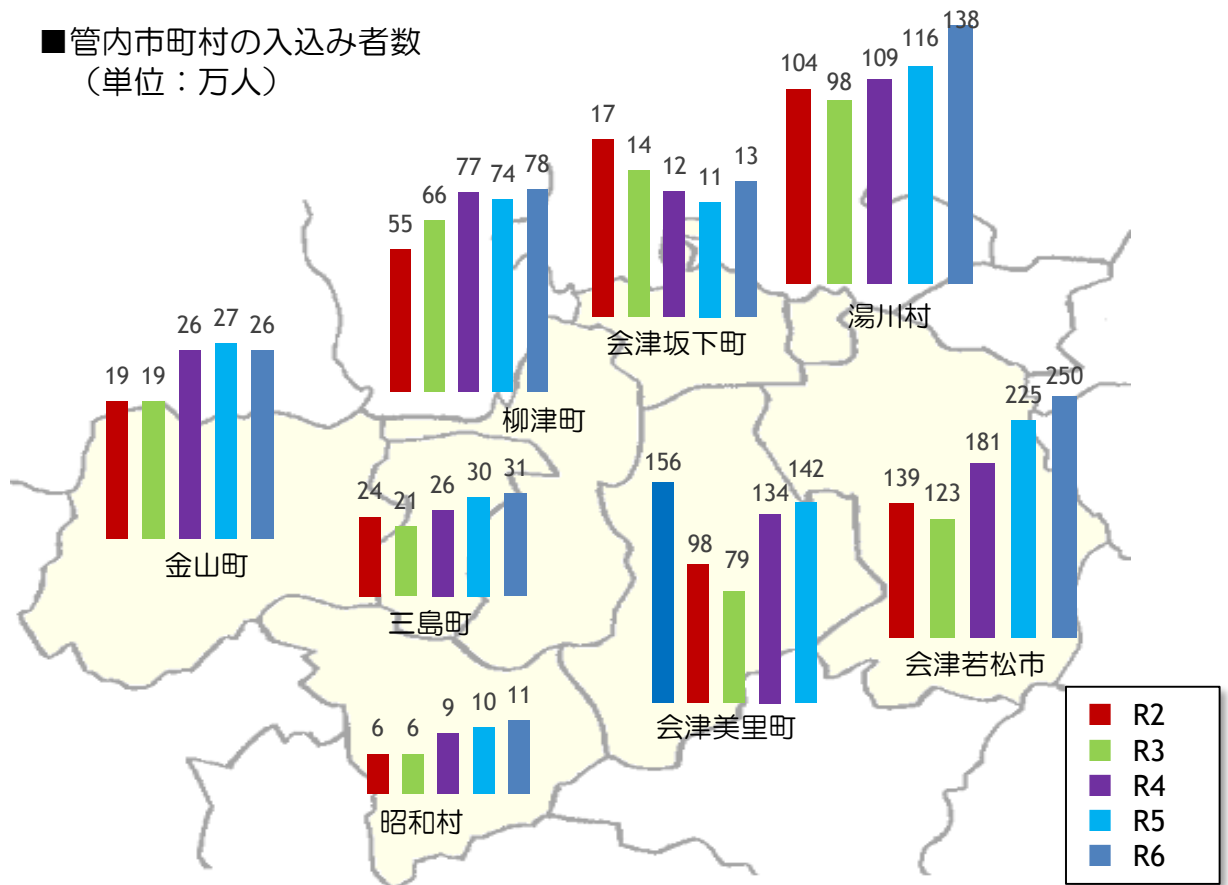 ■管内市町村の入込み者数
（単位：万人）
104 98 109 116 138
湯川村
17 14 12 11 13
会津坂下町
55 66 77 74 78
柳津町
19 19 26 27 26
金山町
24 21 26 30 31
三島町
156 98 79 134 142
会津美里町
139 123 181 225 250
会津若松市
6 6 9 10 11
昭和村
R2
R3
R4
R5
R6